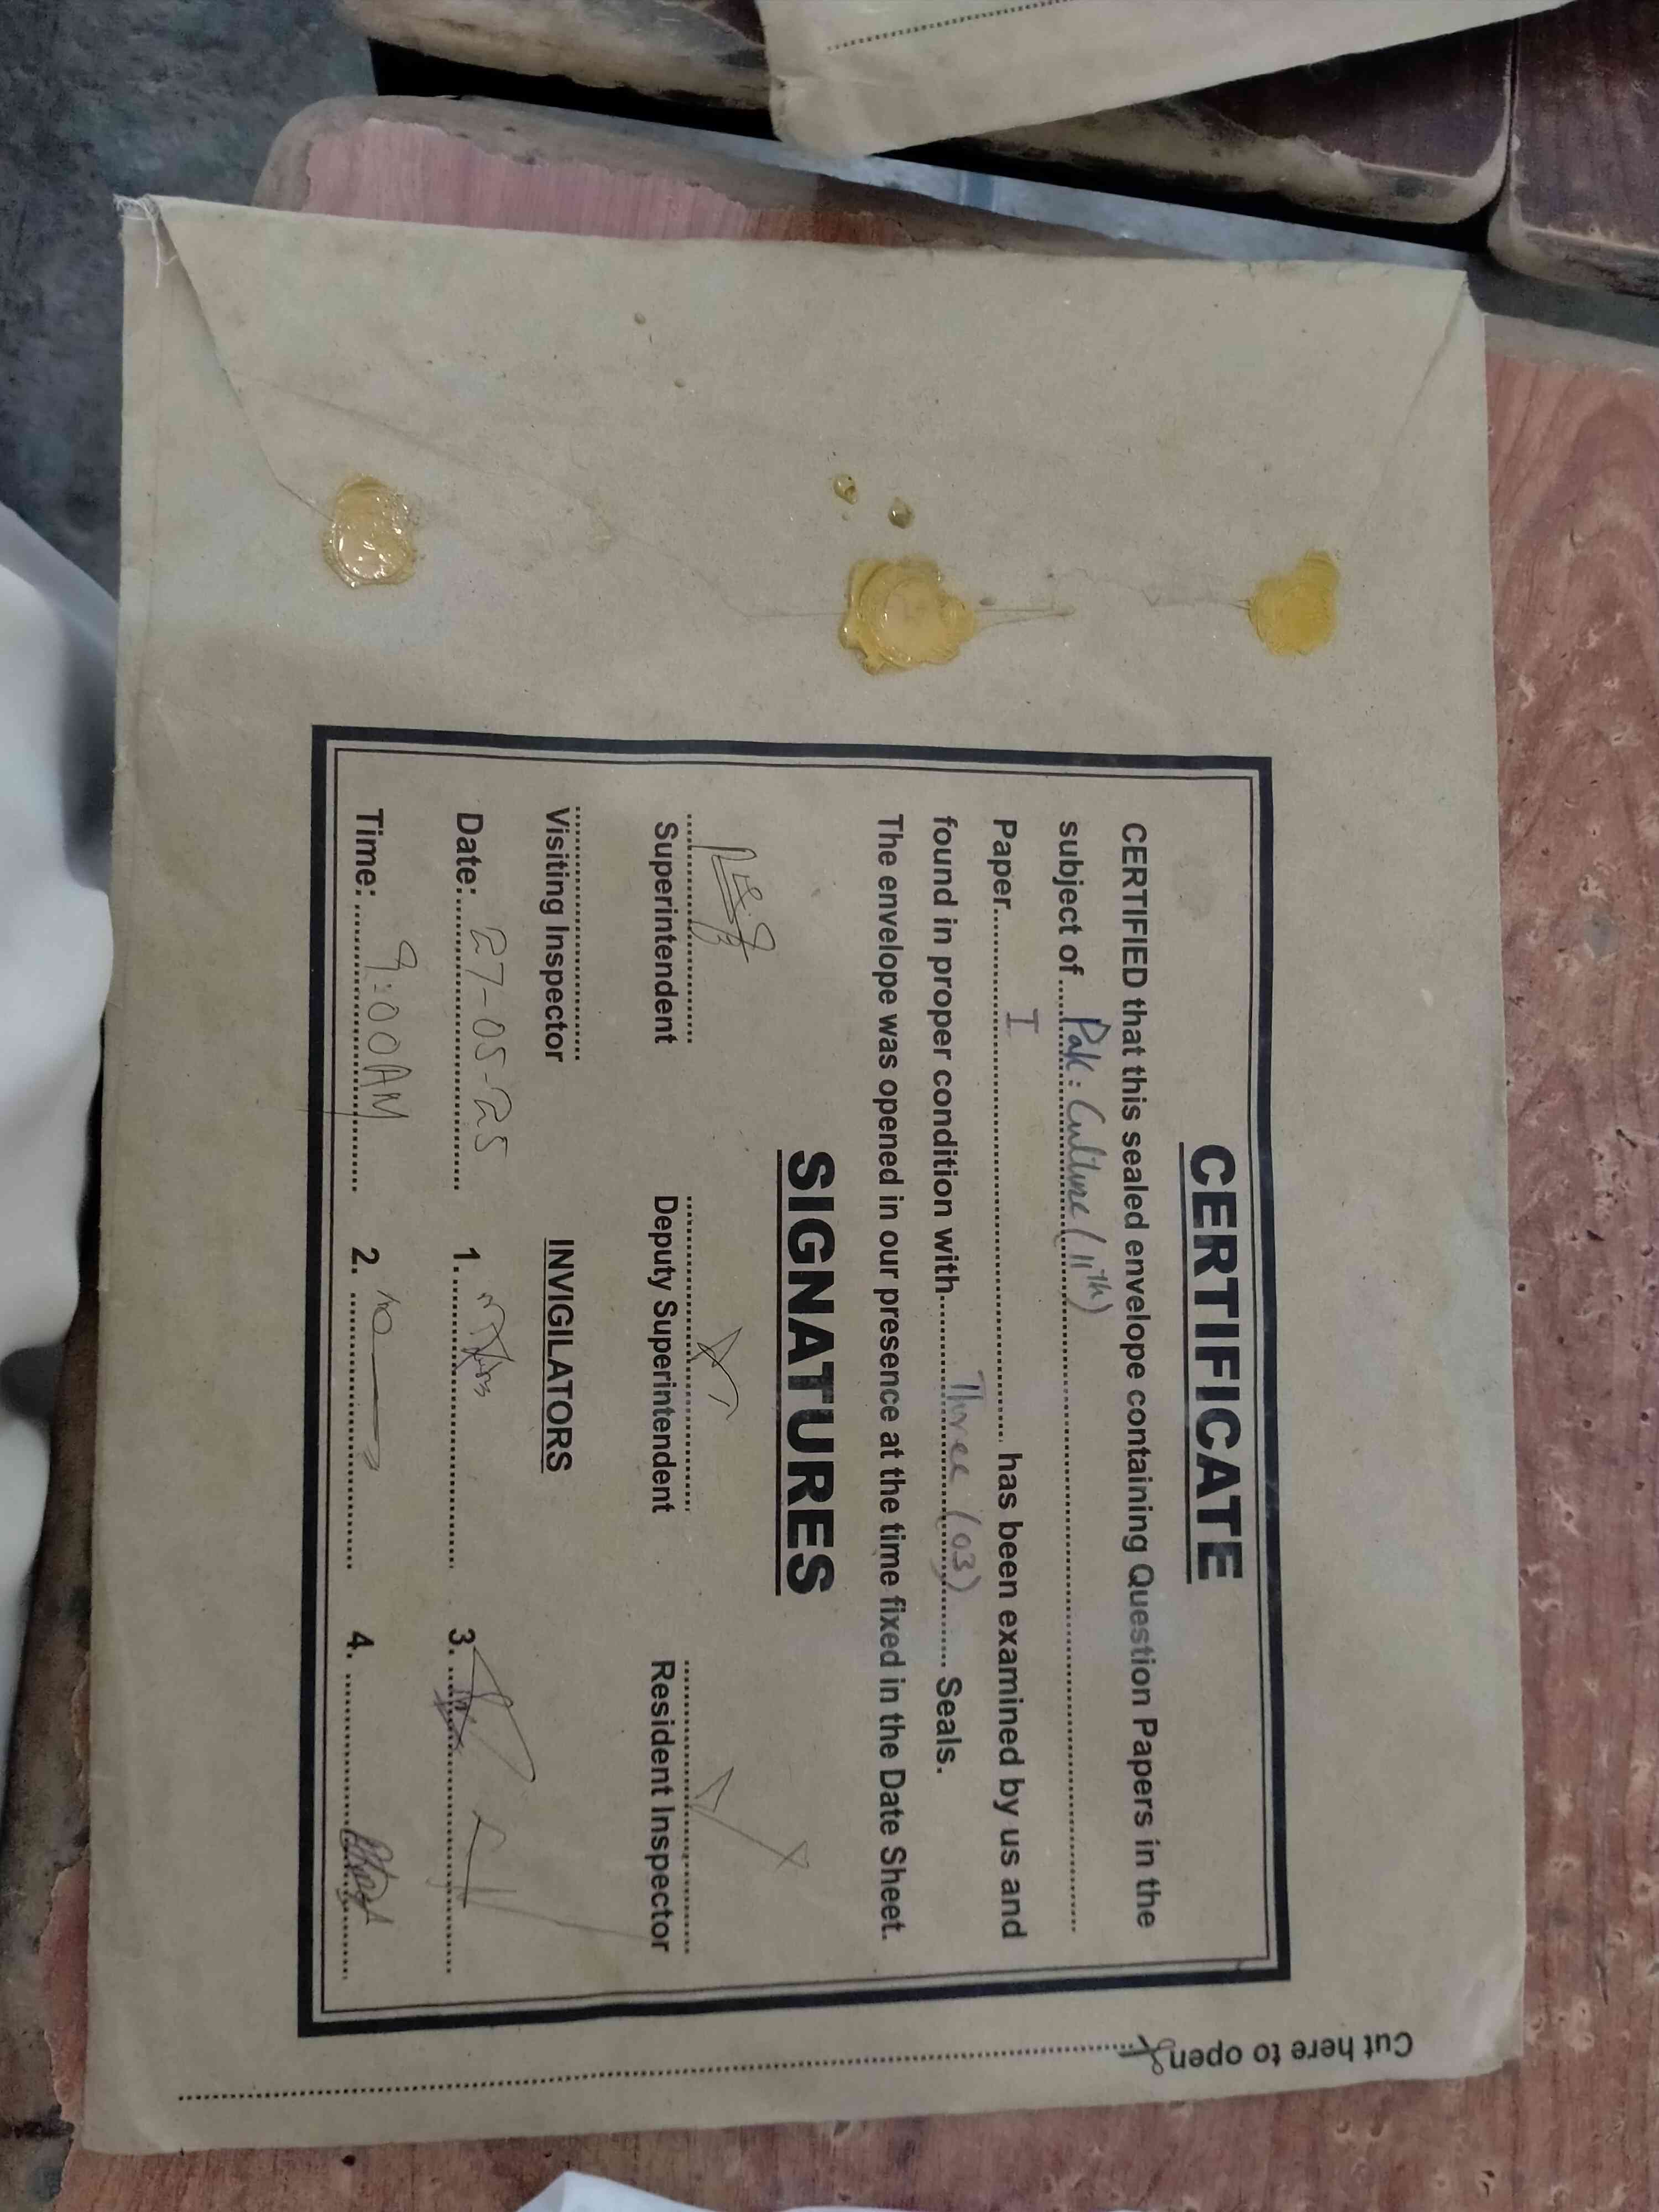 CERTIFICATE
CERTIFIED that this sealed envelope containing Question Papers in the
subject of ..... Pak: Culture (11th) .....
Paper..... I ..... has been examined by us and
found in proper condition with..... Three (03) ..... Seals.
The envelope was opened in our presence at the time fixed in the Date Sheet.
SIGNATURES
Superintendent Deputy Superintendent Resident Inspector
Visiting Inspector INVIGILATORS
Date: 27-05-25 1. 3.
Time: 9:00AM 2. 4.
Cut here to open